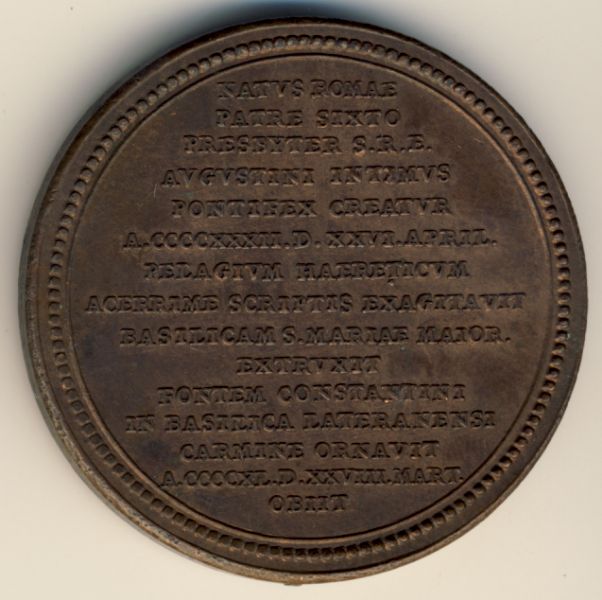 NATVS ROMAE
PATRE SIXTO
PRESBYTER S.R.E.
AVGVSTINI INTIMVS
PONTIFEX CREATVR
A.CCCCXXXII.D.XXVI.APRIL.
PELAGIVM HAERETICVM
ACERRIME SCRIPTIS EXAGITAVIT
BASILICAM S.MARIAE MAIOR.
EXTRVXIT
FONTEM CONSTANTINI
IN BASILICA LATERANENSI
CARMINE ORNAVIT
A.CCCCXL.D.XXVIII.MART.
OBIIT